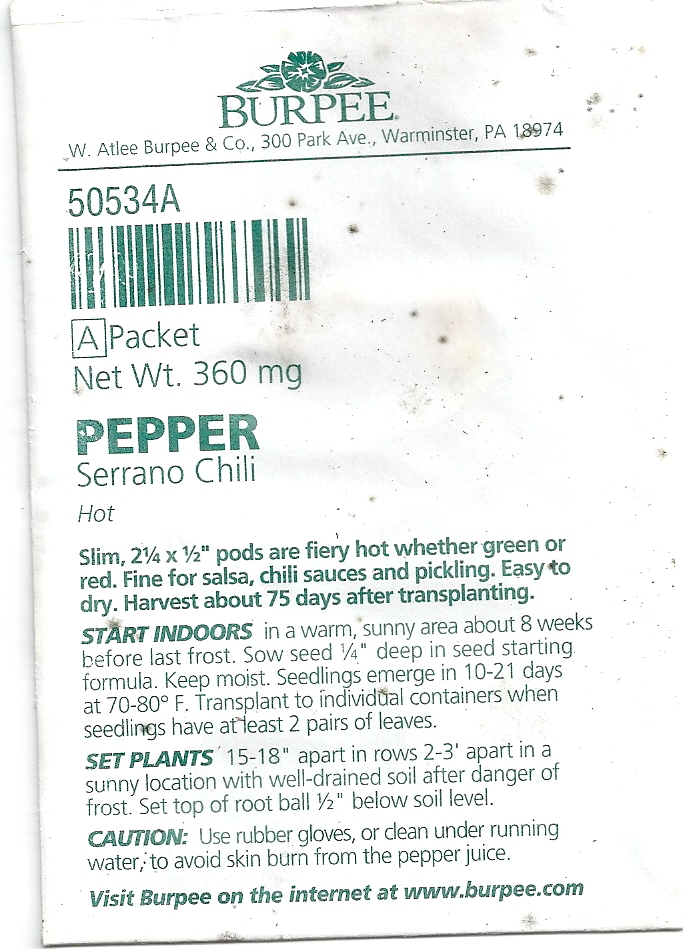 BURPEE.
W. Atlee Burpee & Co., 300 Park Ave., Warminster, PA 18974
50534A
A Packet
Net Wt. 360 mg
PEPPER
Serrano Chili
Hot
Slim, 2¼ x ½" pods are fiery hot whether green or
red. Fine for salsa, chili sauces and pickling. Easy to
dry. Harvest about 75 days after transplanting.
START INDOORS in a warm, sunny area about 8 weeks
before last frost. Sow seed ¼" deep in seed starting
formula. Keep moist. Seedlings emerge in 10-21 days
at 70-80° F. Transplant to individual containers when
seedlings have at least 2 pairs of leaves.
SET PLANTS 15-18" apart in rows 2-3' apart in a
sunny location with well-drained soil after danger of
frost. Set top of root ball ½" below soil level.
CAUTION: Use rubber gloves, or clean under running
water, to avoid skin burn from the pepper juice.
Visit Burpee on the internet at www.burpee.com